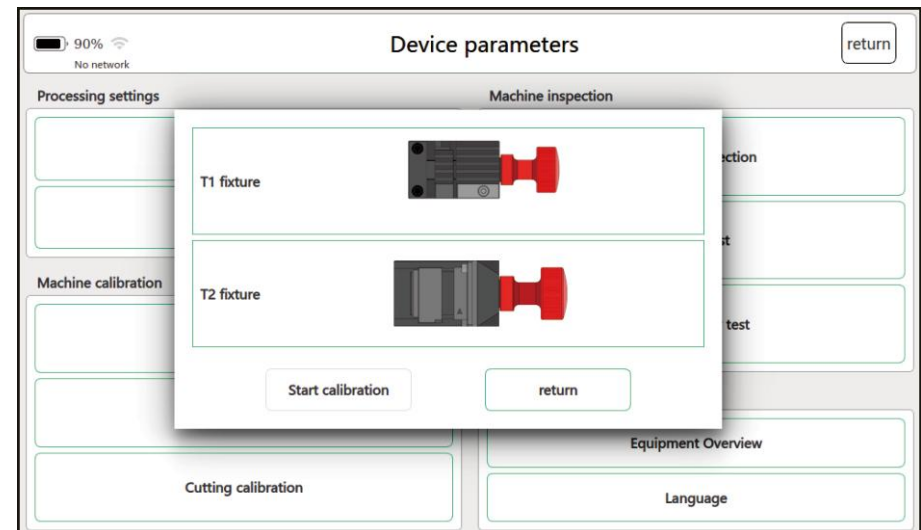 90%
No network
Device parameters
return
Processing settings
Machine inspection
ection
T1 fixture
st
T2 fixture
Machine calibration
test
Start calibration
return
Equipment Overview
Cutting calibration
Language